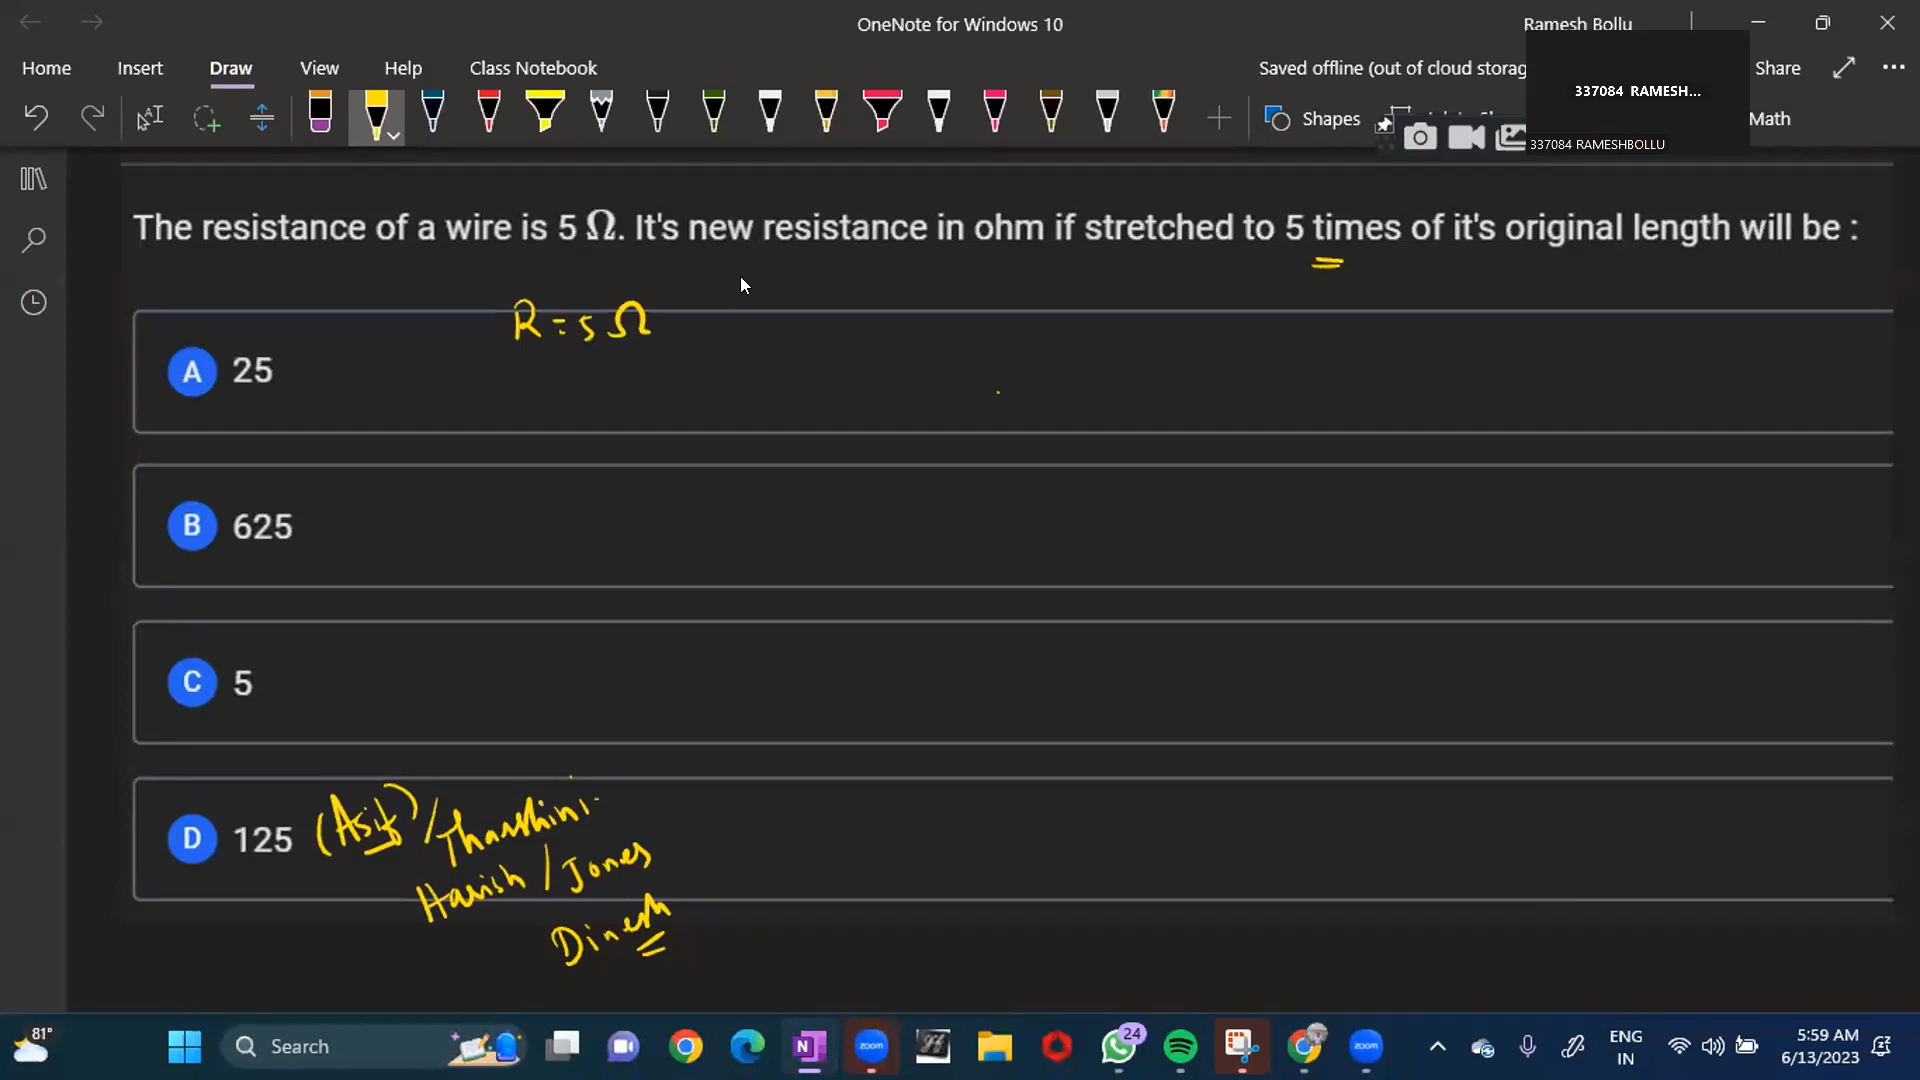 OneNote for Windows 10
Ramesh Bollu
Home Insert Draw View Help Class Notebook
Saved offline (out of cloud storag
Share
337084 RAMESH...
Shapes
Math
337084 RAMESHBOLLU
The resistance of a wire is 5 Ω. It's new resistance in ohm if stretched to 5 times of it's original length will be :
R = 5 Ω
A 25
B 625
C 5
D 125 (Asif) / Tharshini
Harish / Jones
Dinesh
81°
Search
zoom
24
zoom
ENG
IN
5:59 AM
6/13/2023